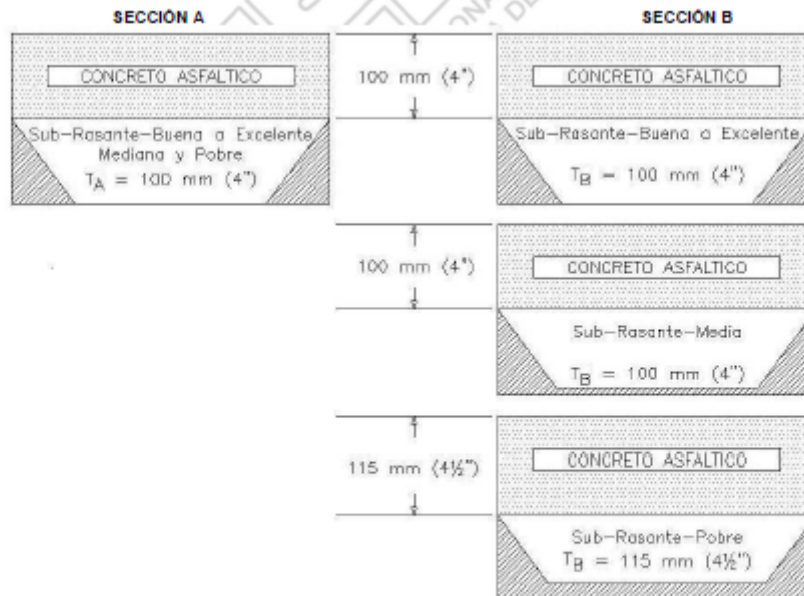 SECCIÓN A
CONCRETO ASFALTICO
Sub-Rasante-Buena a Excelente
Mediana y Pobre
TA = 100 mm (4")
100 mm (4")
SECCIÓN B
CONCRETO ASFALTICO
Sub-Rasante-Buena a Excelente
TB = 100 mm (4")
100 mm (4")
CONCRETO ASFALTICO
Sub-Rasante-Media
TB = 100 mm (4")
115 mm (4½")
CONCRETO ASFALTICO
Sub-Rasante-Pobre
TB = 115 mm (4½")